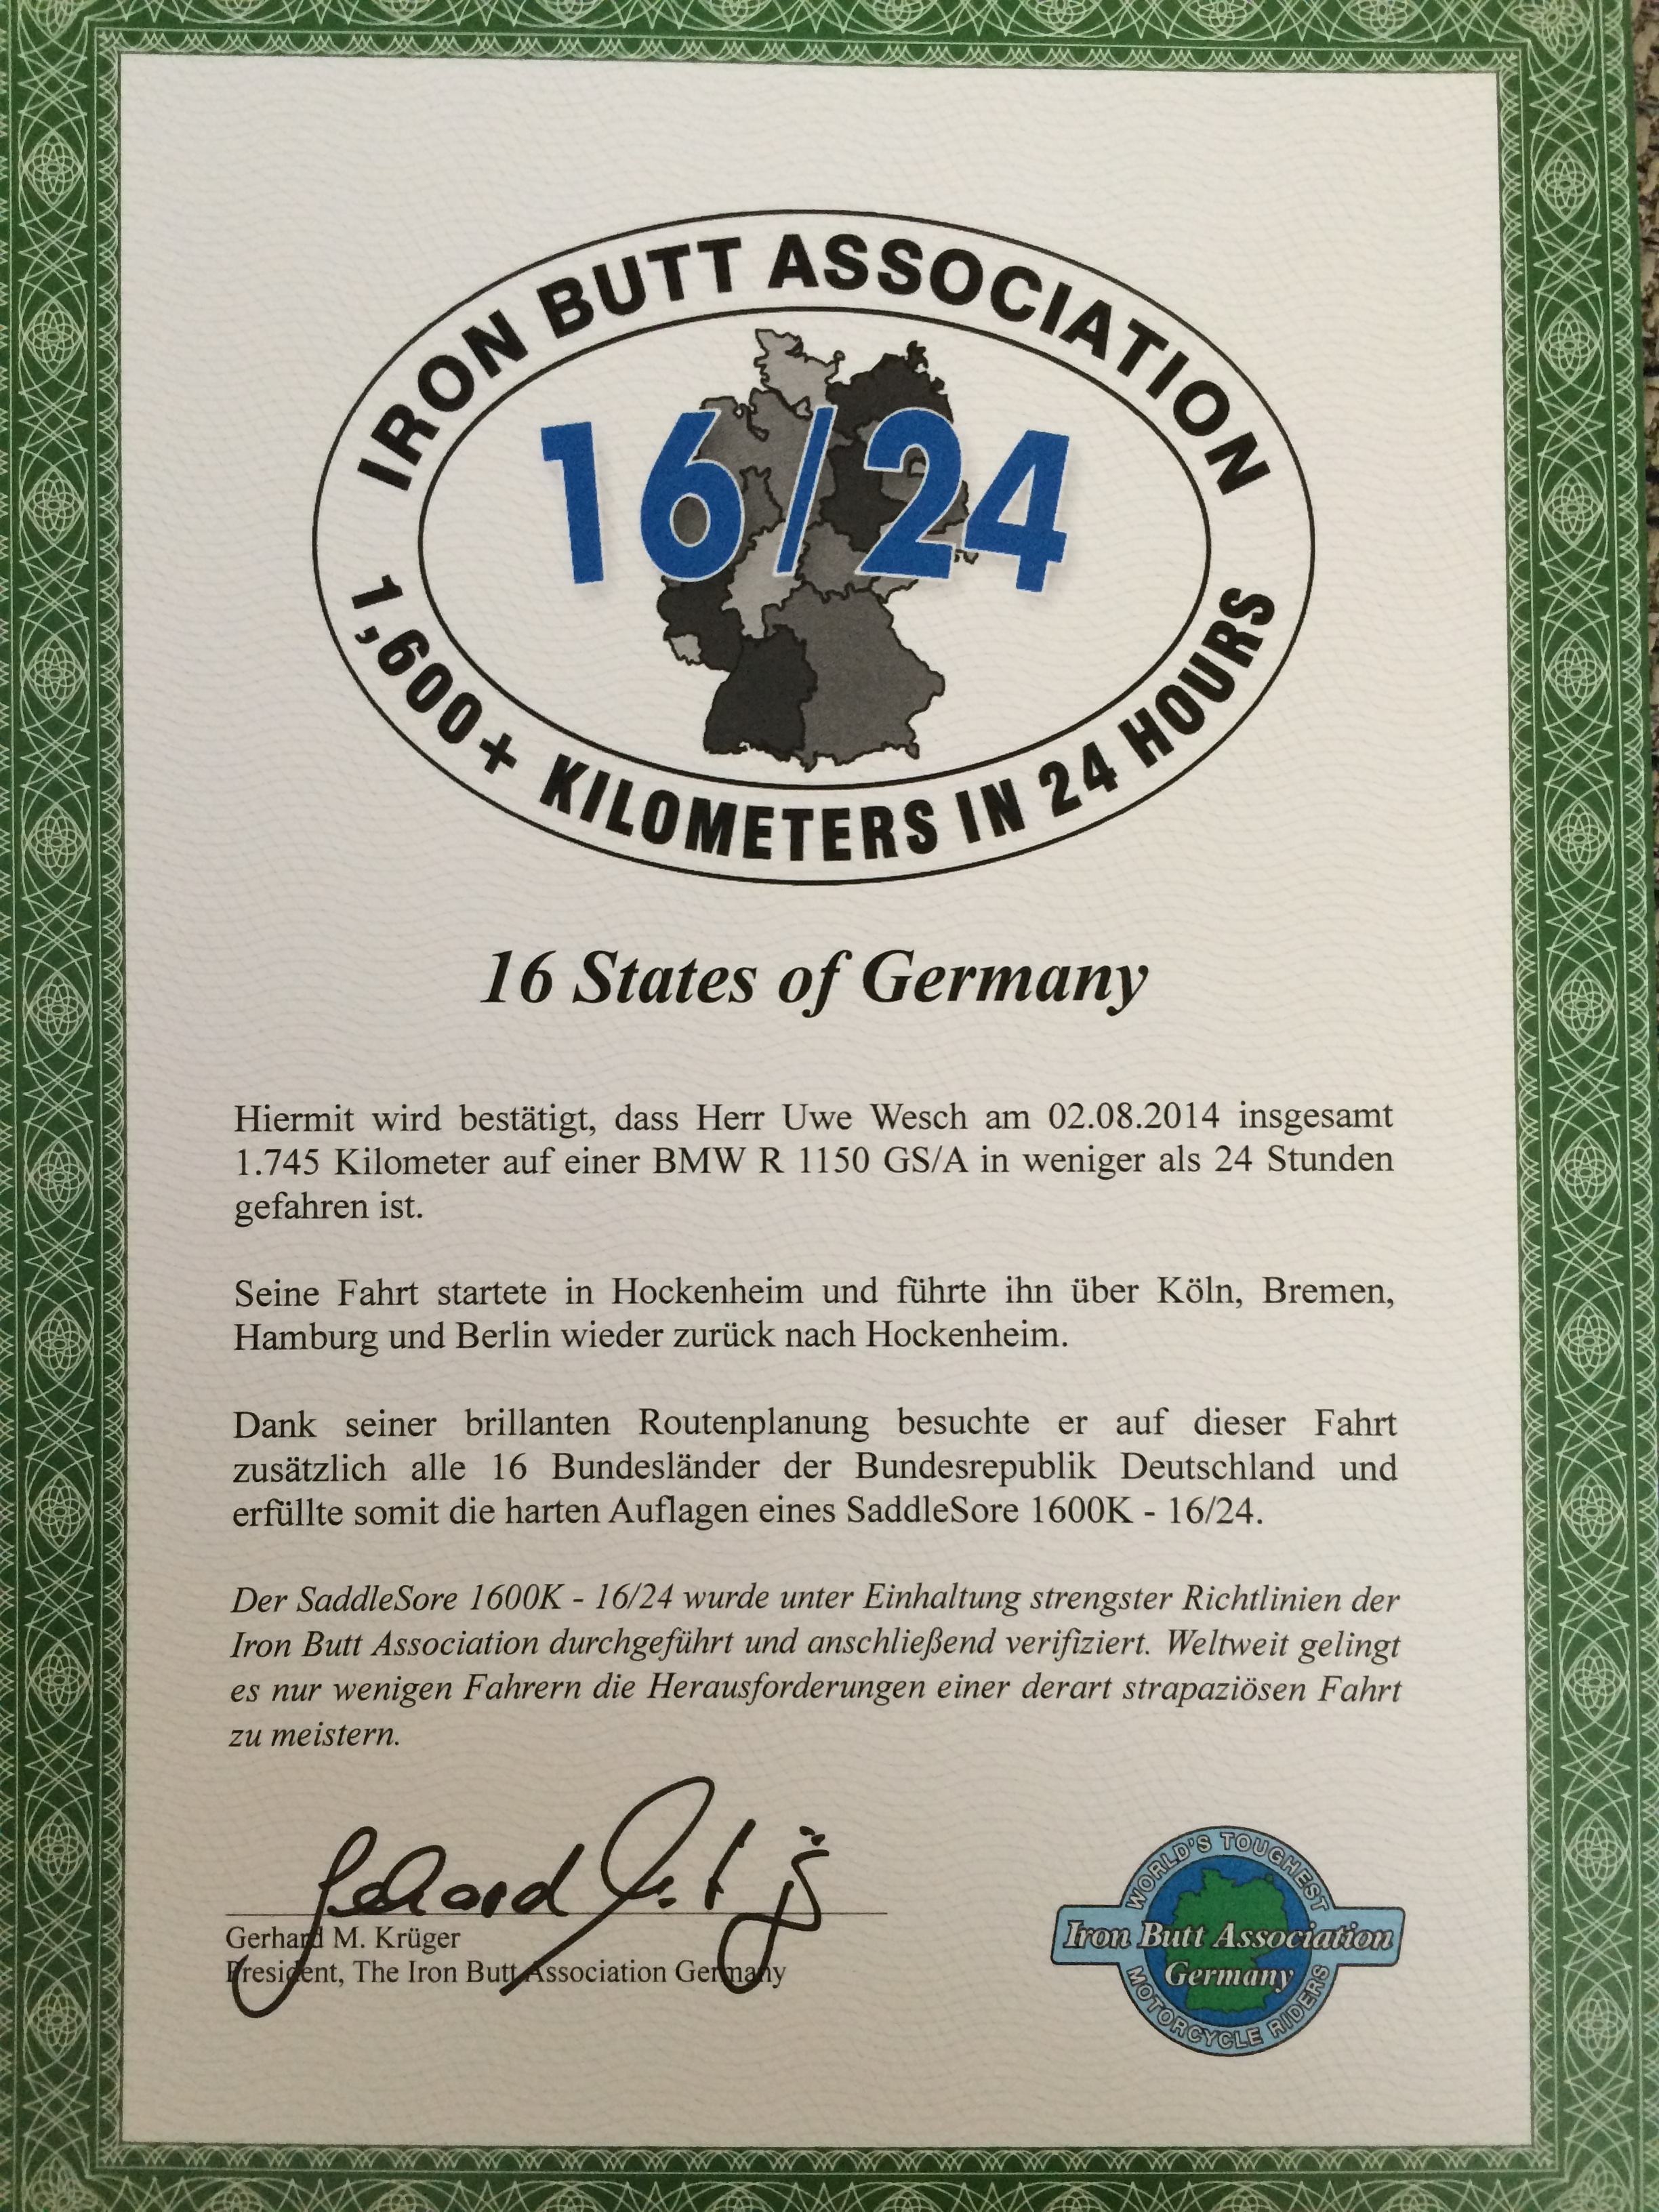 IRON BUTT ASSOCIATION
16/24
1,600+ KILOMETERS IN 24 HOURS
16 States of Germany
Hiermit wird bestätigt, dass Herr Uwe Wesch am 02.08.2014 insgesamt
1.745 Kilometer auf einer BMW R 1150 GS/A in weniger als 24 Stunden
gefahren ist.
Seine Fahrt startete in Hockenheim und führte ihn über Köln, Bremen,
Hamburg und Berlin wieder zurück nach Hockenheim.
Dank seiner brillanten Routenplanung besuchte er auf dieser Fahrt
zusätzlich alle 16 Bundesländer der Bundesrepublik Deutschland und
erfüllte somit die harten Auflagen eines SaddleSore 1600K - 16/24.
Der SaddleSore 1600K - 16/24 wurde unter Einhaltung strengster Richtlinien der
Iron Butt Association durchgeführt und anschließend verifiziert. Weltweit gelingt
es nur wenigen Fahrern die Herausforderungen einer derart strapaziösen Fahrt
zu meistern.
Gerhard M. Krüger
President, The Iron Butt Association Germany
WORLD'S TOUGHEST
Iron Butt Association
Germany
MOTORCYCLE RIDERS